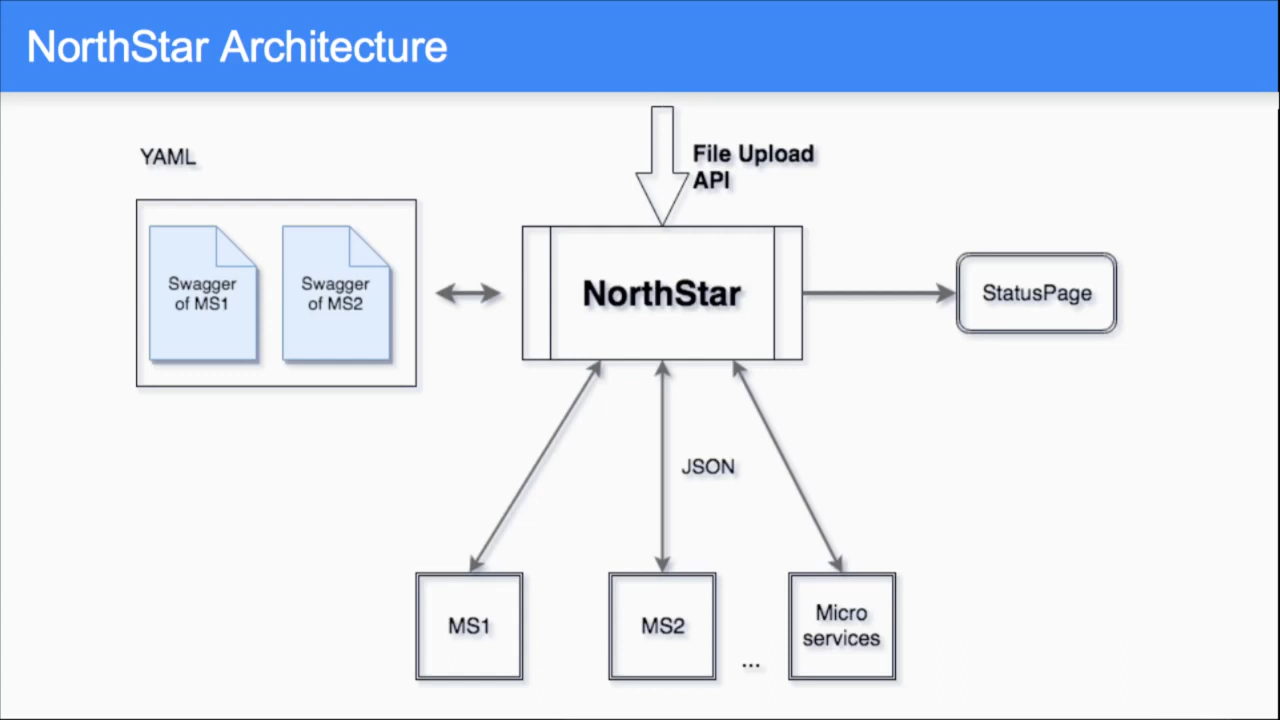 NorthStar Architecture
YAML
File Upload
API
Swagger
of MS1
Swagger
of MS2
NorthStar
StatusPage
JSON
MS1
MS2
...
Micro
services